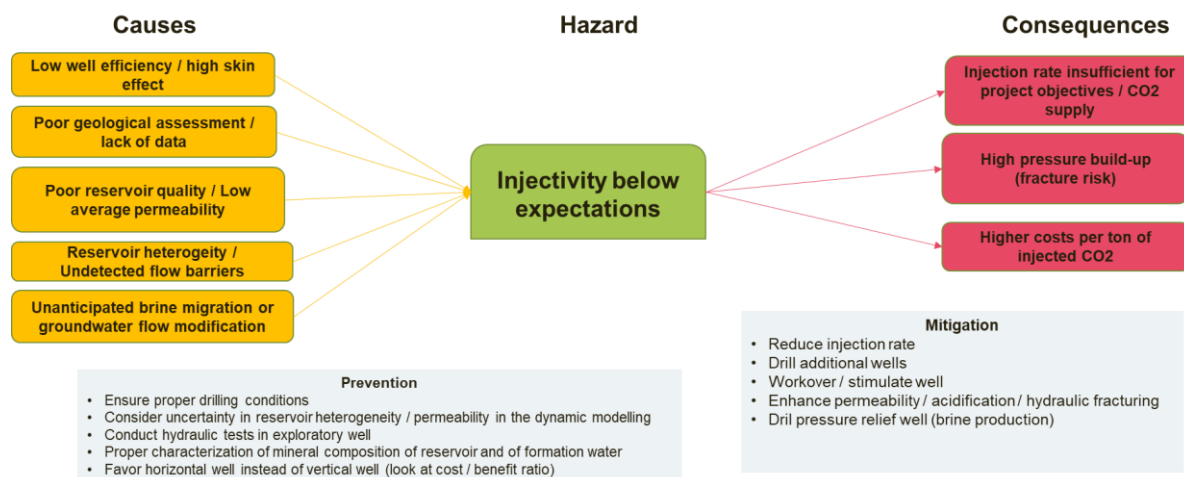 Causes
Hazard
Consequences
Low well efficiency / high skin
effect
Poor geological assessment /
lack of data
Poor reservoir quality / Low
average permeability
Reservoir heterogeity /
Undetected flow barriers
Unanticipated brine migration or
groundwater flow modification
Injectivity below
expectations
Injection rate insufficient for
project objectives / CO2
supply
High pressure build-up
(fracture risk)
Higher costs per ton of
injected CO2
Prevention
• Ensure proper drilling conditions
• Consider uncertainty in reservoir heterogeneity / permeability in the dynamic modelling
• Conduct hydraulic tests in exploratory well
• Proper characterization of mineral composition of reservoir and of formation water
• Favor horizontal well instead of vertical well (look at cost / benefit ratio)
Mitigation
• Reduce injection rate
• Drill additional wells
• Workover / stimulate well
• Enhance permeability / acidification / hydraulic fracturing
• Dril pressure relief well (brine production)